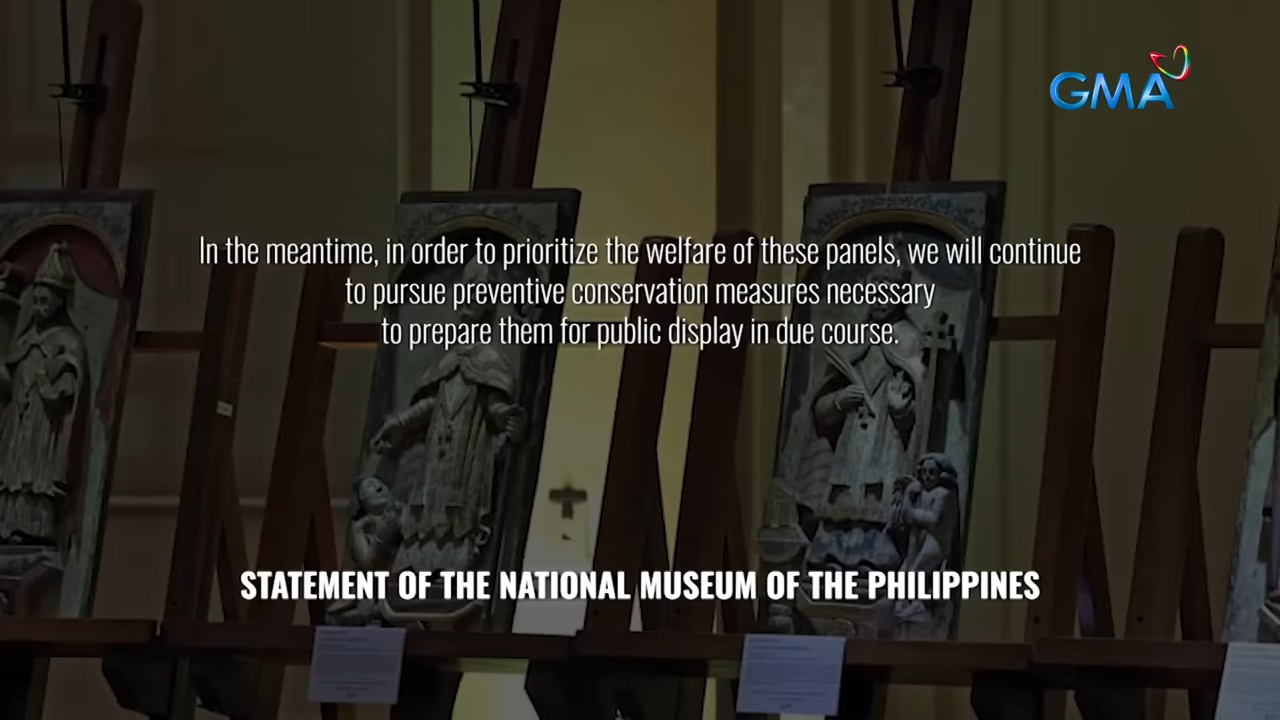 GMA
In the meantime, in order to prioritize the welfare of these panels, we will continue
to pursue preventive conservation measures necessary
to prepare them for public display in due course.
STATEMENT OF THE NATIONAL MUSEUM OF THE PHILIPPINES